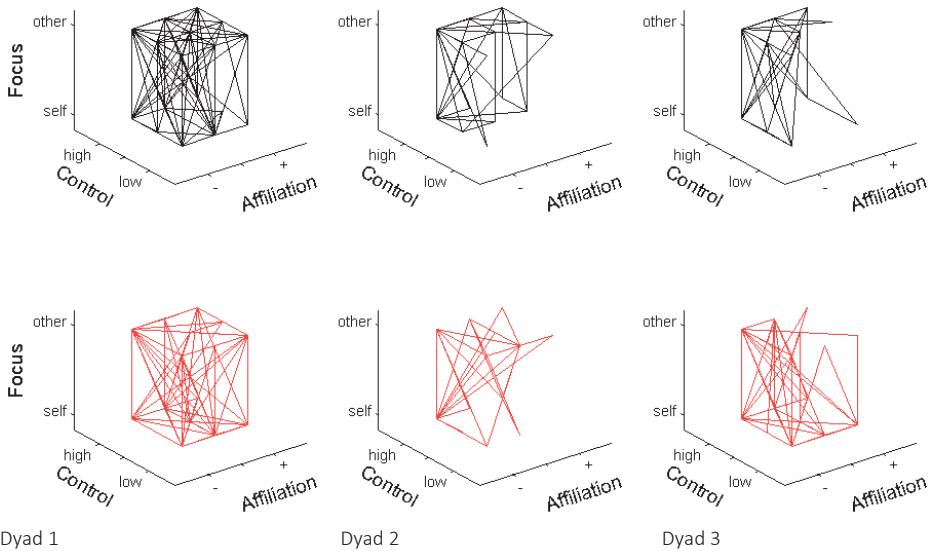 other
Focus
self
high
Control
low
-
+
Affiliation
other
self
high
Control
low
-
+
Affiliation
other
self
high
Control
low
-
+
Affiliation
other
Focus
self
high
Control
low
-
+
Affiliation
other
self
high
Control
low
-
+
Affiliation
other
self
high
Control
low
-
+
Affiliation
Dyad 1
Dyad 2
Dyad 3